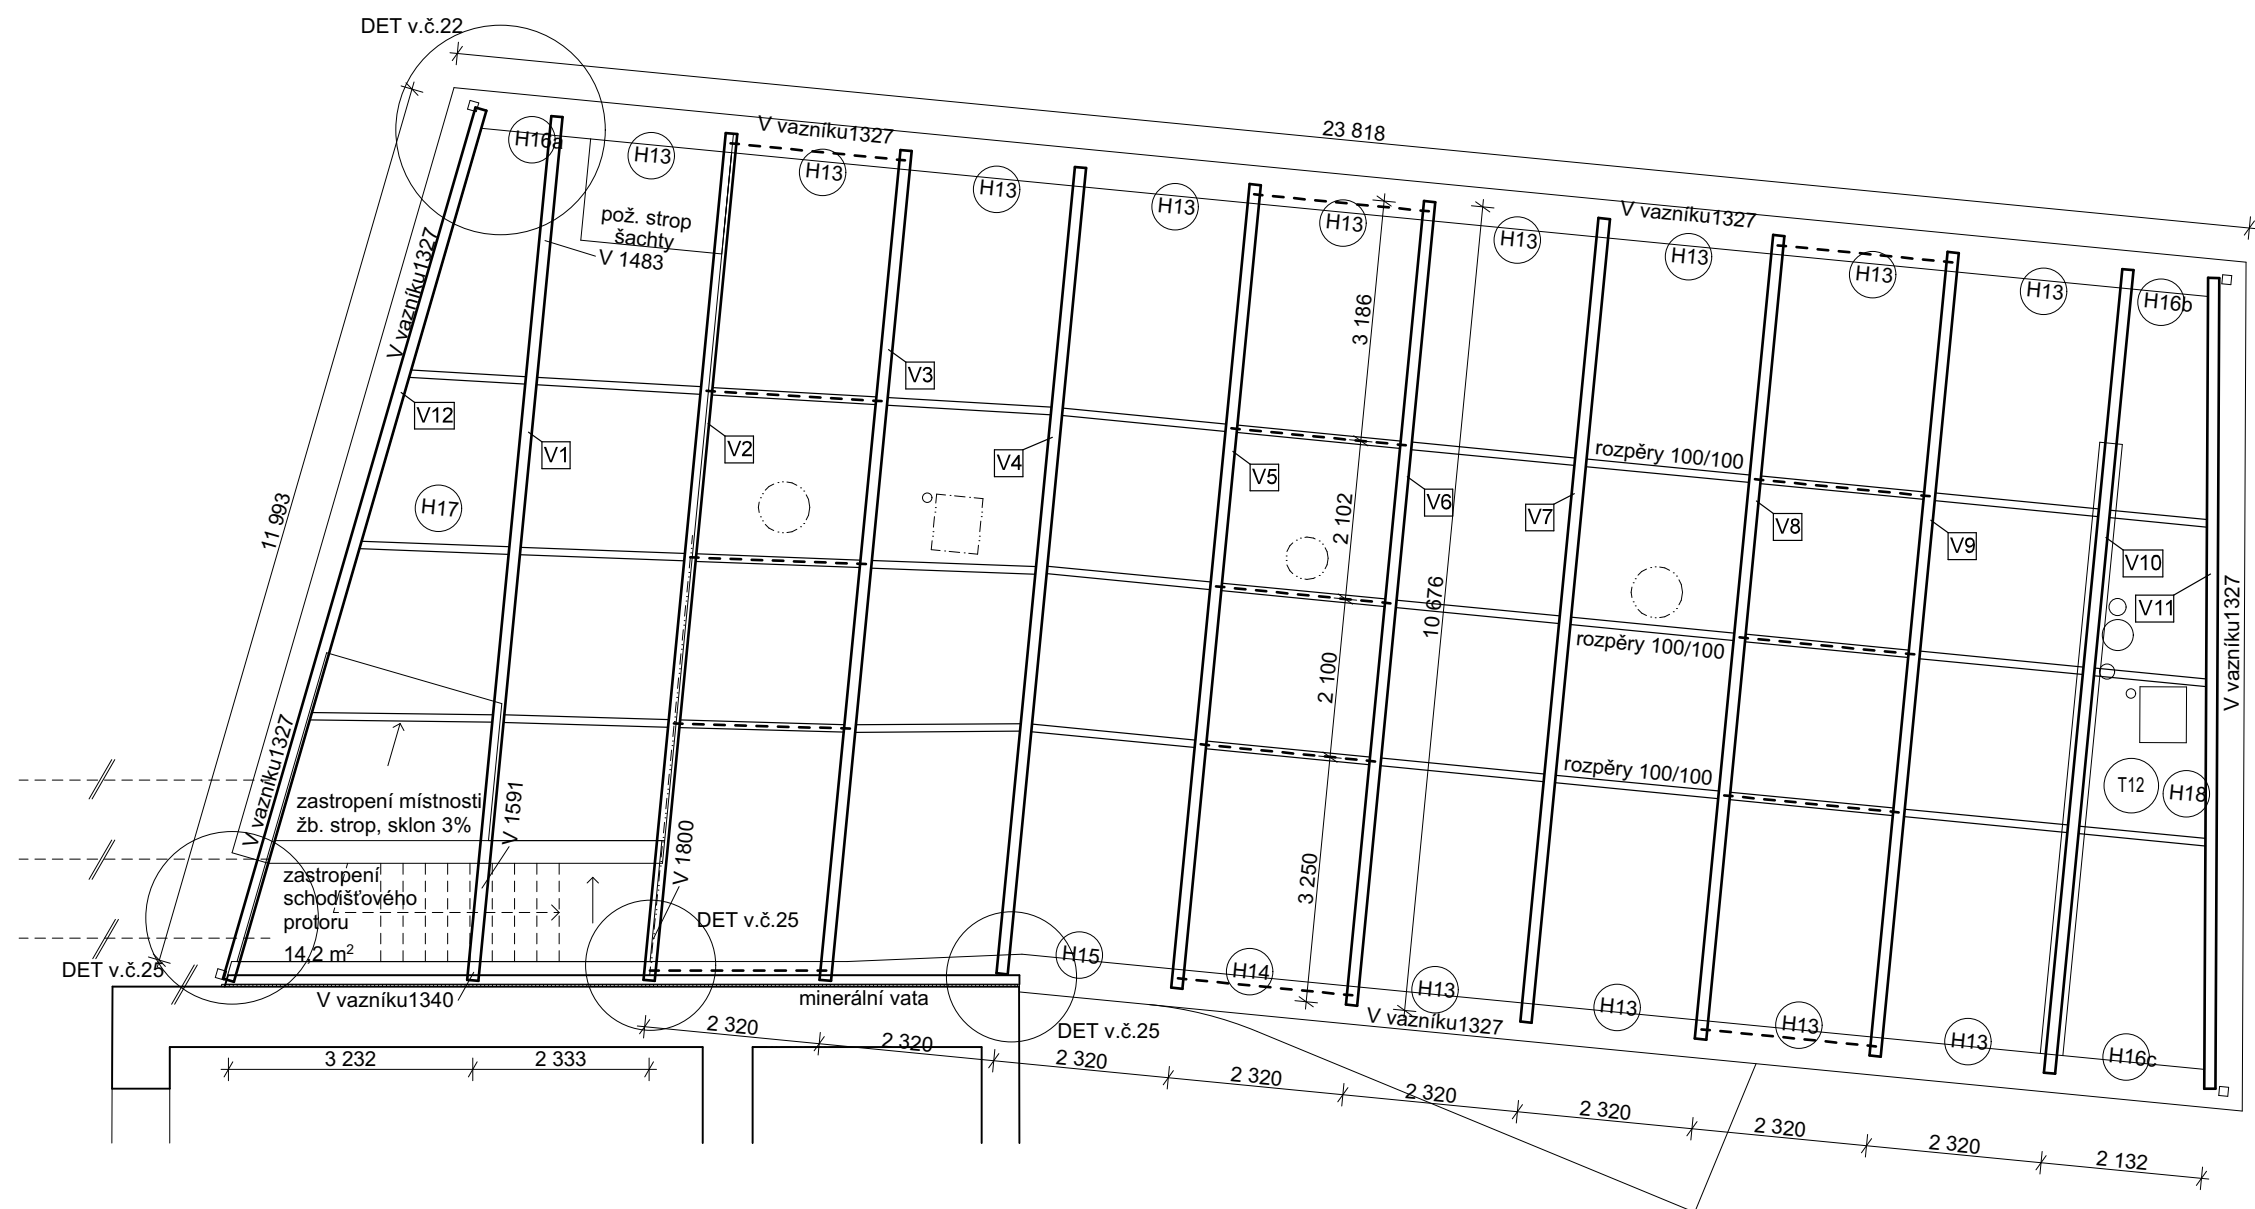 DET v.č.22
23 818
V vazníku1327
H16a
H13
H13
H13
H13
H13
H13
H13
H13
H13
H16b
V vazníku1327
V vazníku1327
pož. strop
šachty
V 1483
3 186
V3
V12
V1
V2
V4
V5
V6
V7
V8
V9
V10
V11
rozpěry 100/100
H17
11 993
2 102
10 676
rozpěry 100/100
V vazníku1327
2 100
V vazníku1327
rozpěry 100/100
T12
H18
zastropení místnosti
žb. strop, sklon 3%
V 1591
V 1800
3 250
zastropení
schodišťového
protoru
14,2 m²
DET v.č.25
DET v.č.25
H15
H14
H13
H13
H13
H13
H16c
DET v.č.25
V vazníku1340
minerální vata
V vazníku1327
3 232
2 333
2 320
2 320
2 320
2 320
2 320
2 320
2 320
2 320
2 132